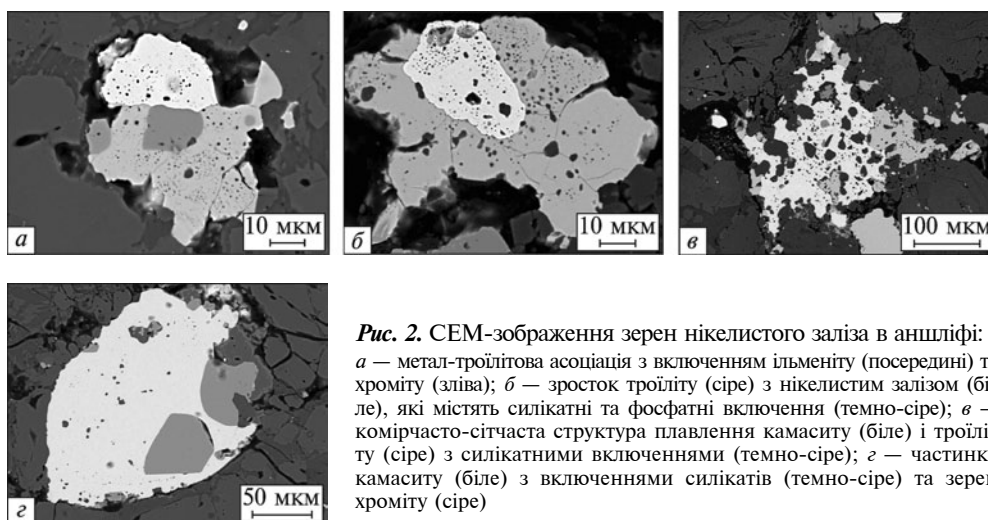 а
10 мкм
б
10 мкм
в
100 мкм
г
50 мкм
Рис. 2. СЕМ-зображення зерен нікелистого заліза в аншліфі:
а — метал-троїлітова асоціація з включенням ільменіту (посередині) т
хроміту (зліва); б — зросток троїліту (сіре) з нікелистим залізом (бі
ле), які містять силікатні та фосфатні включення (темно-сіре); в –
комірчасто-сітчаста структура плавлення камаситу (біле) і троїлі
ту (сіре) з силікатними включеннями (темно-сіре); г — частинк
камаситу (біле) з включеннями силікатів (темно-сіре) та зерен
хроміту (сіре)